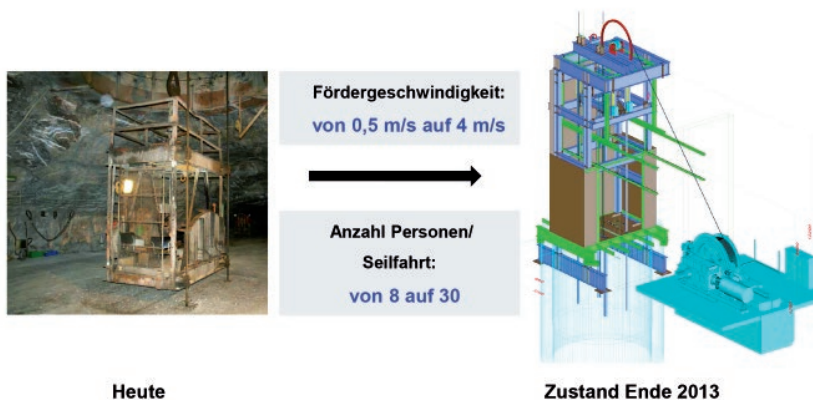 Fördergeschwindigkeit:
von 0,5 m/s auf 4 m/s
Anzahl Personen/
Seilfahrt:
von 8 auf 30
Heute
Zustand Ende 2013